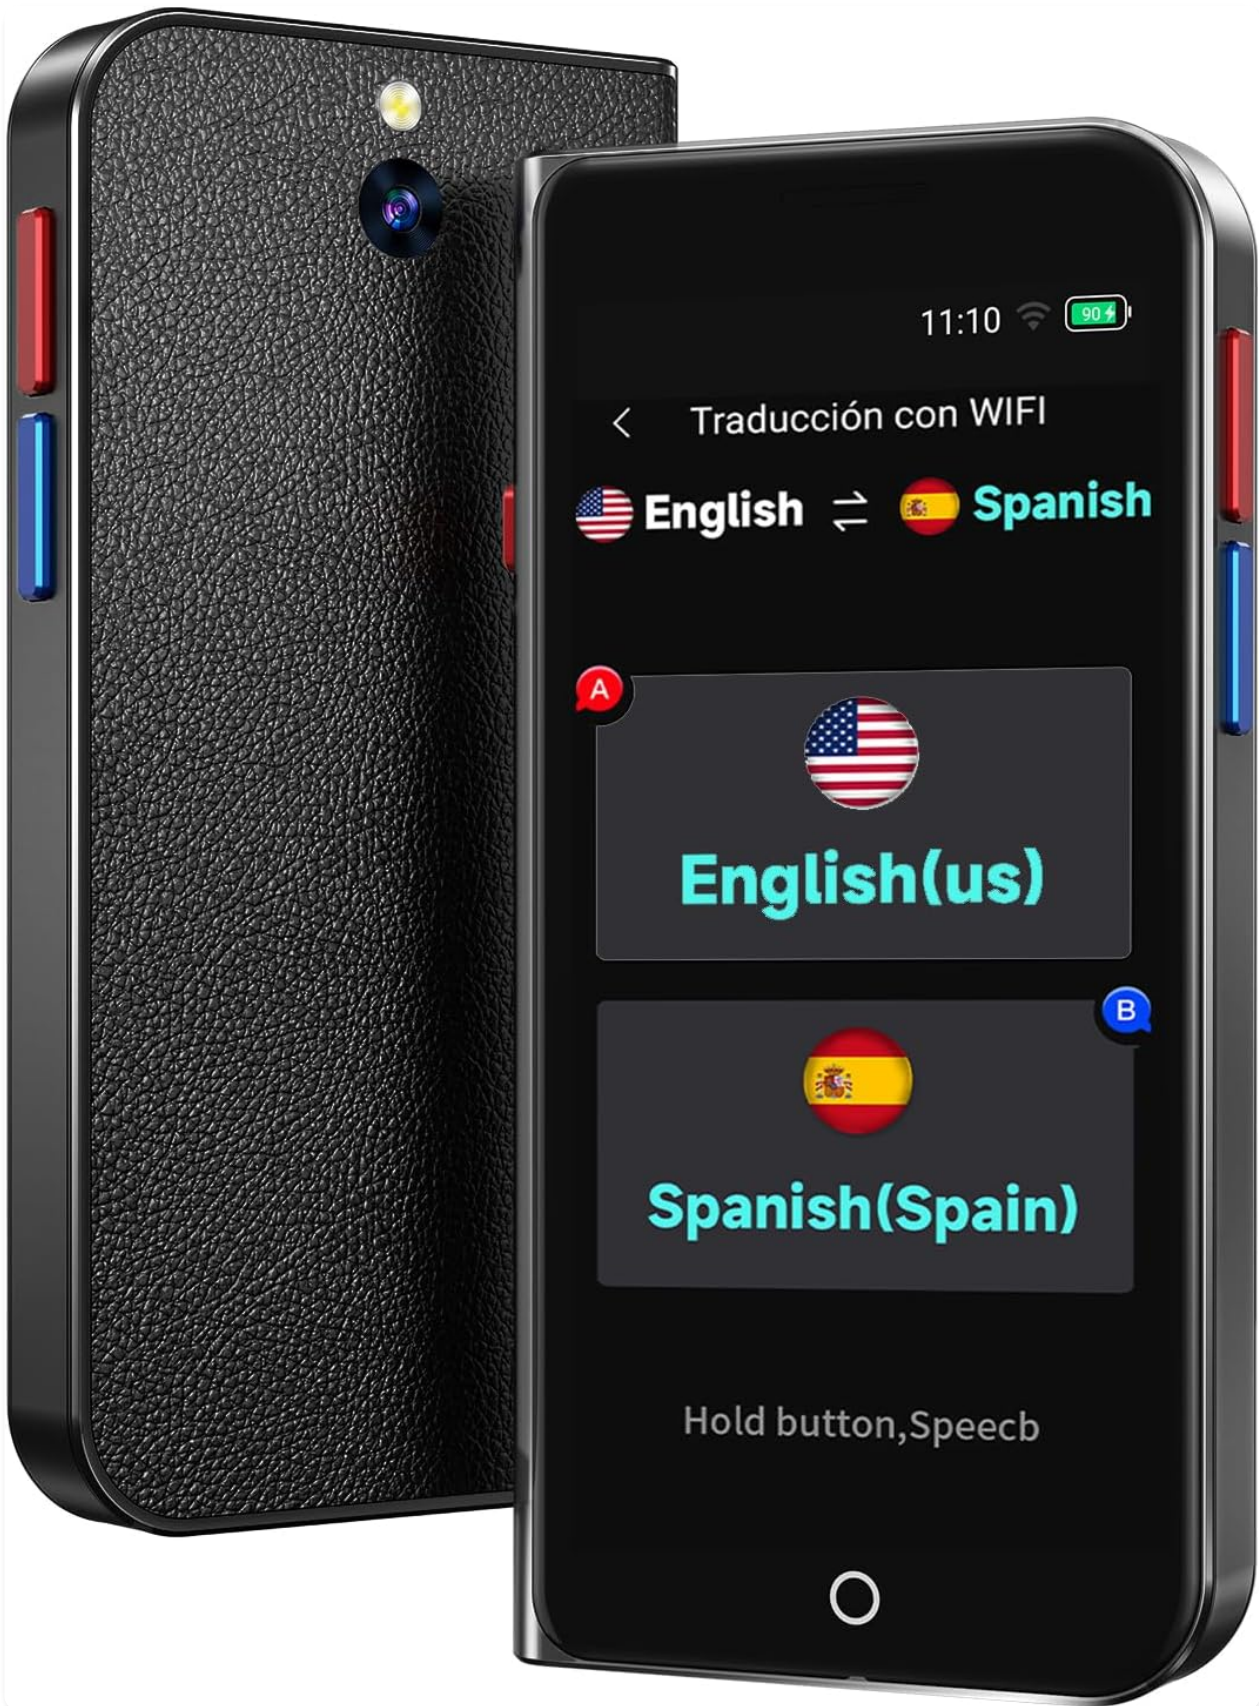 11:10
90
Traducción con WIFI
English
Spanish
A
English(us)
B
Spanish(Spain)
Hold button,Speecb